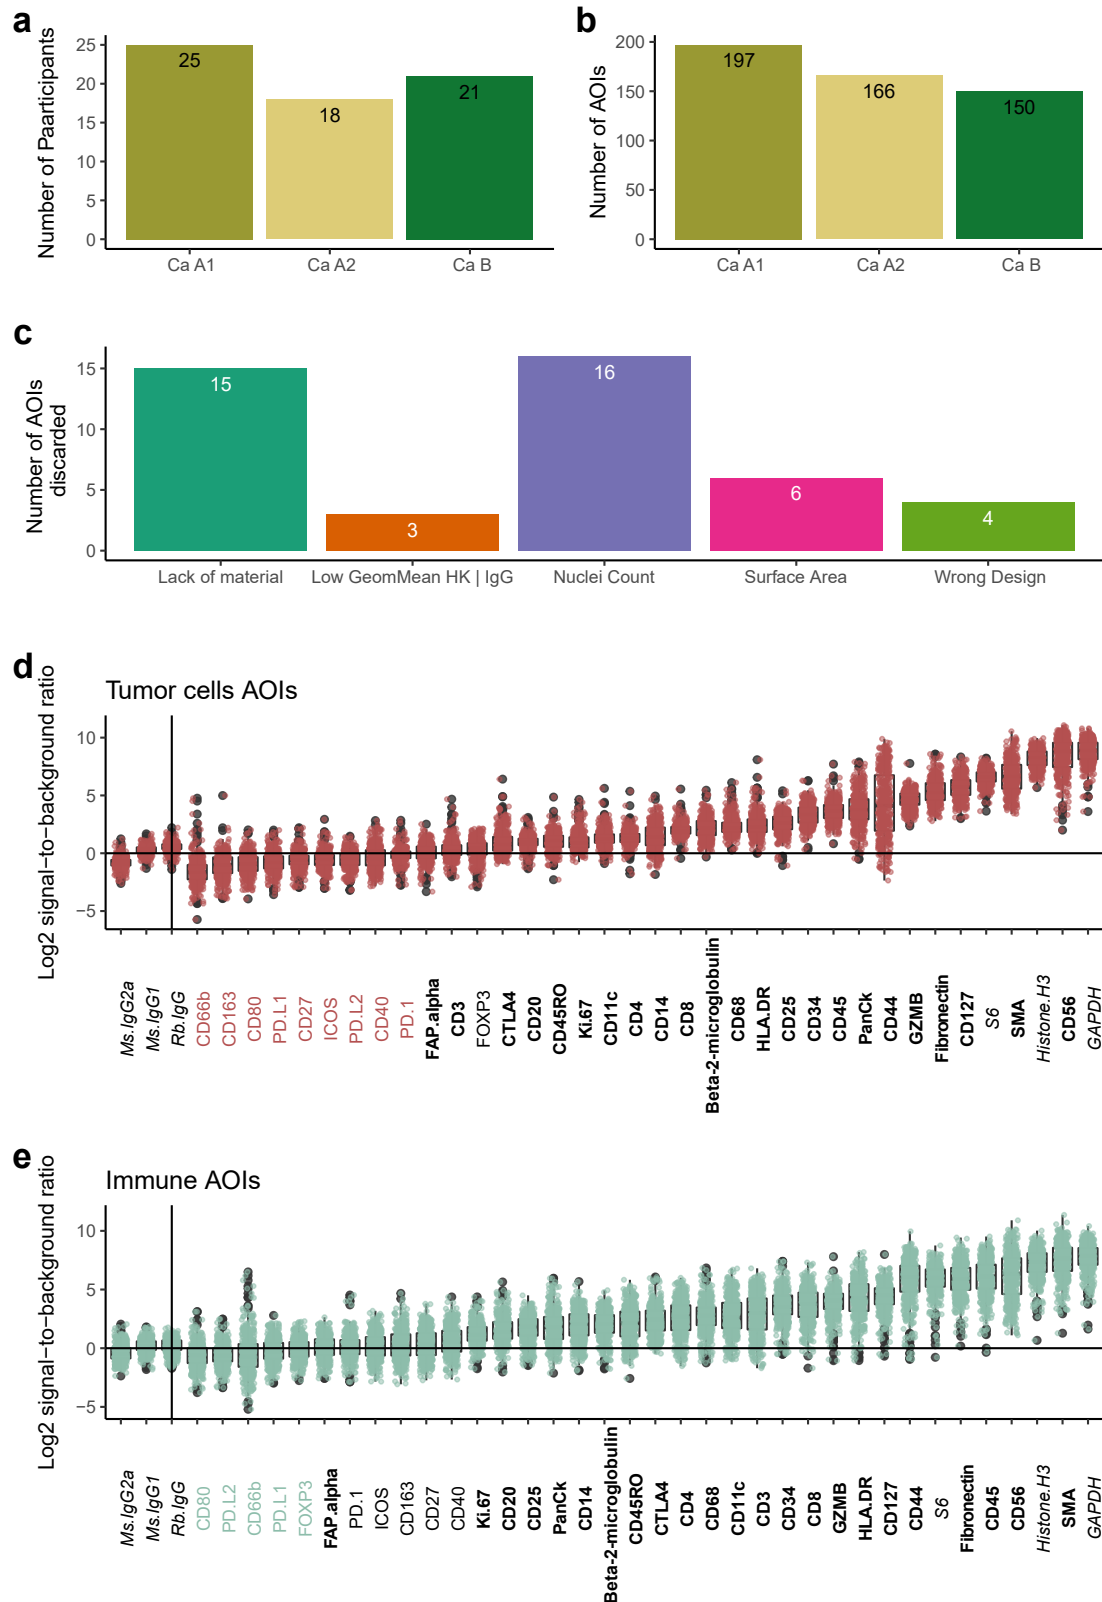 a
Number of Paarticipants
25
20
15
10
5
0
25
18
21
Ca A1
Ca A2
Ca B
b
Number of AOIs
200
150
100
50
0
197
166
150
Ca A1
Ca A2
Ca B
c
Number of AOIs
discarded
15
10
5
0
15
3
16
6
4
Lack of material
Low GeomMean HK | IgG
Nuclei Count
Surface Area
Wrong Design
d
Tumor cells AOIs
Log2 signal−to−background ratio
10
5
0
−5
Ms.IgG2a
Ms.IgG1
Rb.IgG
CD66b
CD163
CD80
PD.L1
CD27
ICOS
PD.L2
CD40
PD.1
FAP.alpha
CD3
FOXP3
CTLA4
CD20
CD45RO
Ki.67
CD11c
CD4
CD14
CD8
Beta-2-microglobulin
CD68
HLA.DR
CD25
CD34
CD45
PanCk
CD44
GZMB
Fibronectin
CD127
S6
SMA
Histone.H3
CD56
GAPDH
e
Immune AOIs
Log2 signal−to−background ratio
10
5
0
−5
Ms.IgG2a
Ms.IgG1
Rb.IgG
CD80
PD.L2
CD66b
PD.L1
FOXP3
FAP.alpha
PD.1
ICOS
CD163
CD27
CD40
Ki.67
CD20
CD25
PanCk
CD14
Beta-2-microglobulin
CD45RO
CTLA4
CD4
CD68
CD11c
CD3
CD34
CD8
GZMB
HLA.DR
CD127
CD44
S6
Fibronectin
CD45
CD56
Histone.H3
SMA
GAPDH